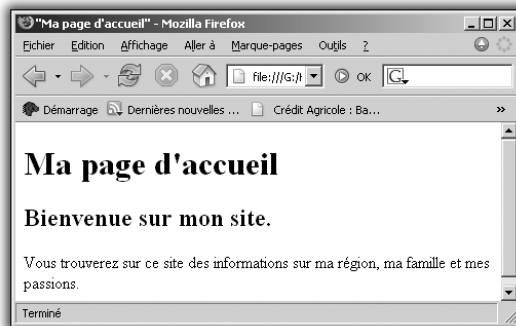 "Ma page d'accueil" - Mozilla Firefox
Fichier Edition Affichage Aller à Marque-pages Outils ?
file:///G:/ OK G
Démarrage Dernières nouvelles ... Crédit Agricole : Ba... »
Ma page d'accueil
Bienvenue sur mon site.
Vous trouverez sur ce site des informations sur ma région, ma famille et mes
passions.
Terminé